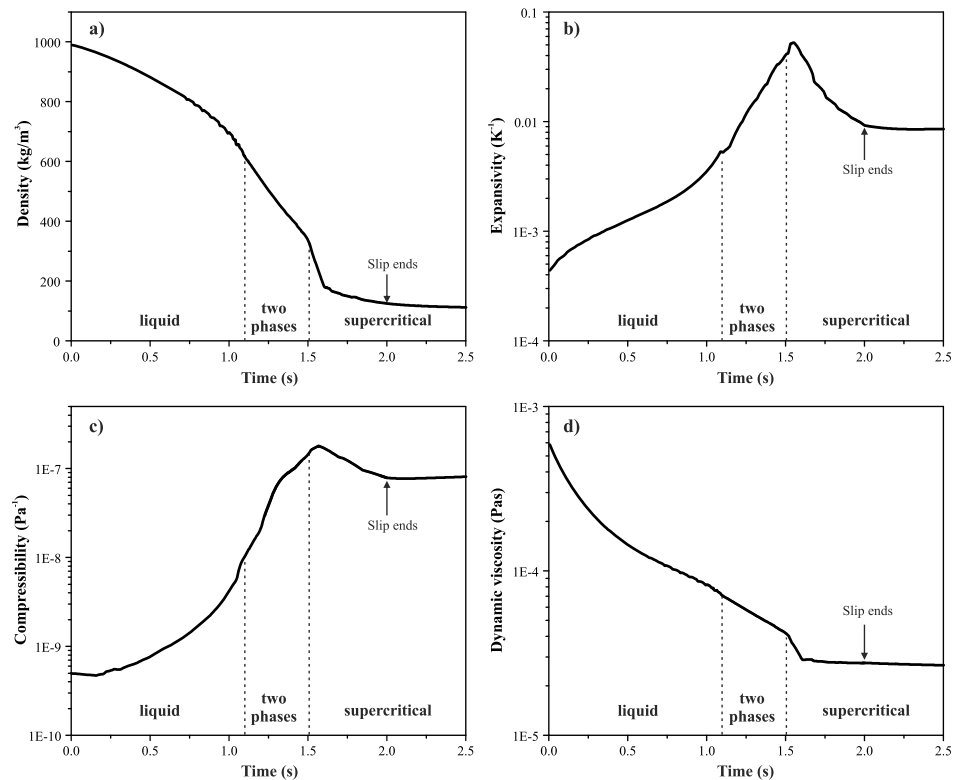 a)
Density (kg/m³)
1000
800
600
400
200
0
Slip ends
liquid
two
phases
supercritical
0.0 0.5 1.0 1.5 2.0 2.5
Time (s)
b)
Expansivity (K⁻¹)
0.1
0.01
1E-3
1E-4
Slip ends
liquid
two
phases
supercritical
0.0 0.5 1.0 1.5 2.0 2.5
Time (s)
c)
Compressibility (Pa⁻¹)
1E-7
1E-8
1E-9
1E-10
Slip ends
liquid
two
phases
supercritical
0.0 0.5 1.0 1.5 2.0 2.5
Time (s)
d)
Dynamic viscosity (Pas)
1E-3
1E-4
1E-5
Slip ends
liquid
two
phases
supercritical
0.0 0.5 1.0 1.5 2.0 2.5
Time (s)